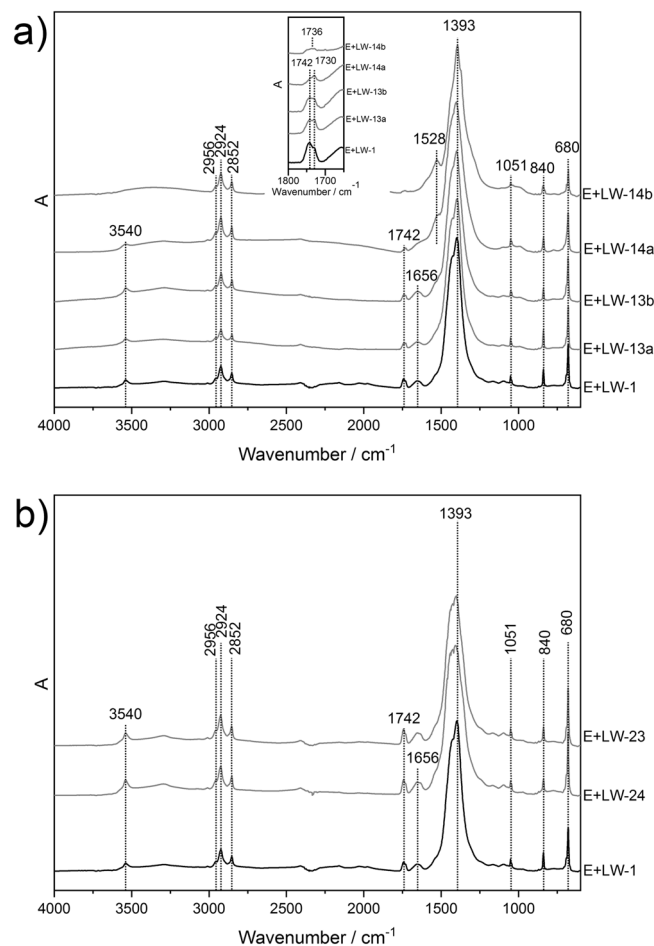 a)
A
1736
1742
1730
E+LW-14b
E+LW-14a
E+LW-13b
E+LW-13a
E+LW-1
A
1800
1700
Wavenumber / cm-1
1393
2956
2924
2852
1528
1051
840
680
3540
1742
1656
E+LW-14b
E+LW-14a
E+LW-13b
E+LW-13a
E+LW-1
4000 3500 3000 2500 2000 1500 1000
Wavenumber / cm-1
b)
A
1393
2956
2924
2852
1051
840
680
3540
1742
1656
E+LW-23
E+LW-24
E+LW-1
4000 3500 3000 2500 2000 1500 1000
Wavenumber / cm-1